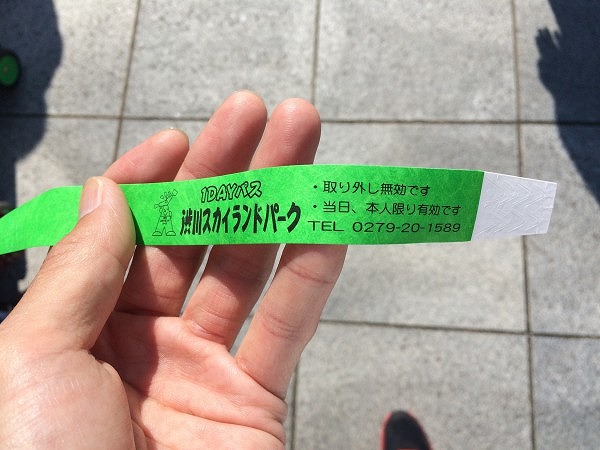 1DAYパス
渋川スカイランドパーク
・取り外し無効です
・当日、本人限り有効です
TEL 0279-20-1589